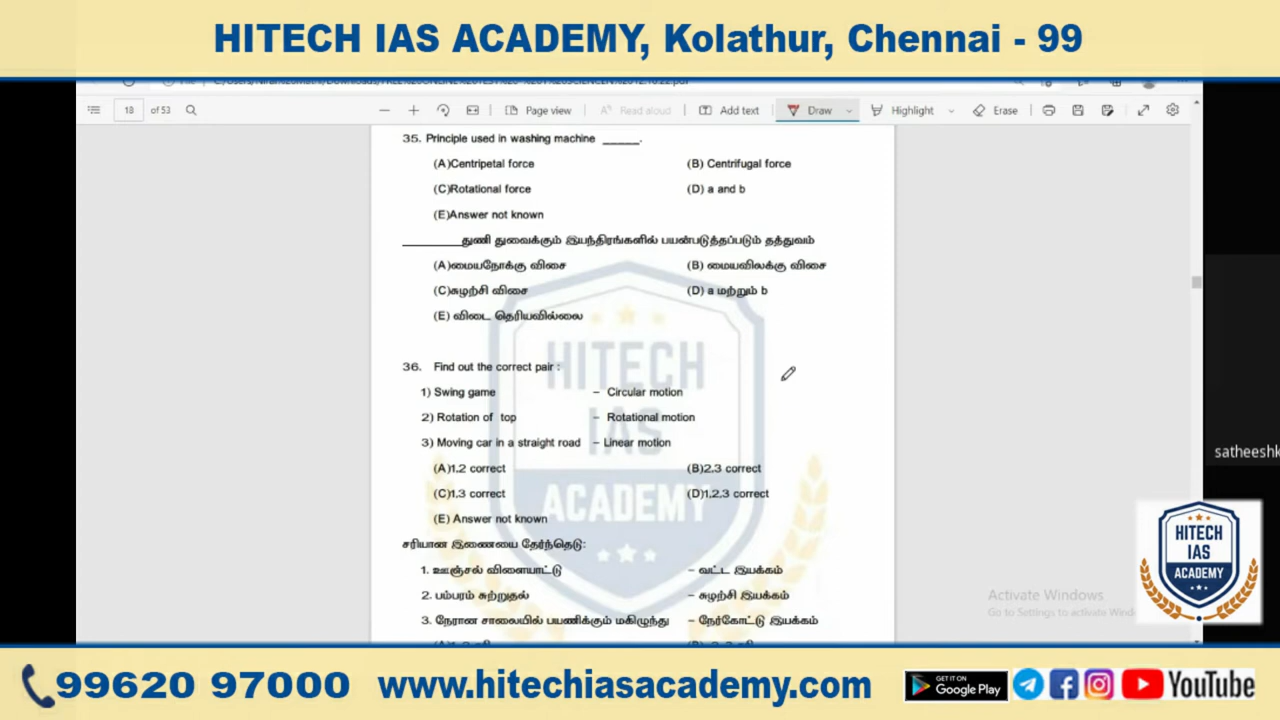 HITECH IAS ACADEMY, Kolathur, Chennai - 99
18 of 53
Page view
Read aloud
Add text
Draw
Highlight
Erase
35. Principle used in washing machine _____.
(A)Centripetal force (B) Centrifugal force
(C)Rotational force (D) a and b
(E)Answer not known
_________துணி துவைக்கும் இயந்திரங்களில் பயன்படுத்தப்படும் தத்துவம்
(A)மையநோக்கு விசை (B) மையவிலக்கு விசை
(C)சுழற்சி விசை (D) a மற்றும் b
(E) விடை தெரியவில்லை
36. Find out the correct pair :
1) Swing game – Circular motion
2) Rotation of top – Rotational motion
3) Moving car in a straight road – Linear motion
(A)1.2 correct (B)2.3 correct
(C)1.3 correct (D)1.2.3 correct
(E) Answer not known
சரியான இணையை தேர்ந்தெடு:
1. ஊஞ்சல் விளையாட்டு – வட்ட இயக்கம்
2. பம்பரம் சுற்றுதல் – சுழற்சி இயக்கம்
3. நேரான சாலையில் பயணிக்கும் மகிழுந்து – நேர்கோட்டு இயக்கம்
HITECH
IAS
ACADEMY
satheeshk
HITECH
IAS
ACADEMY
Activate Windows
Go to Settings to activate
99620 97000 www.hitechiasacademy.com
GET IT ON
Google Play
YouTube